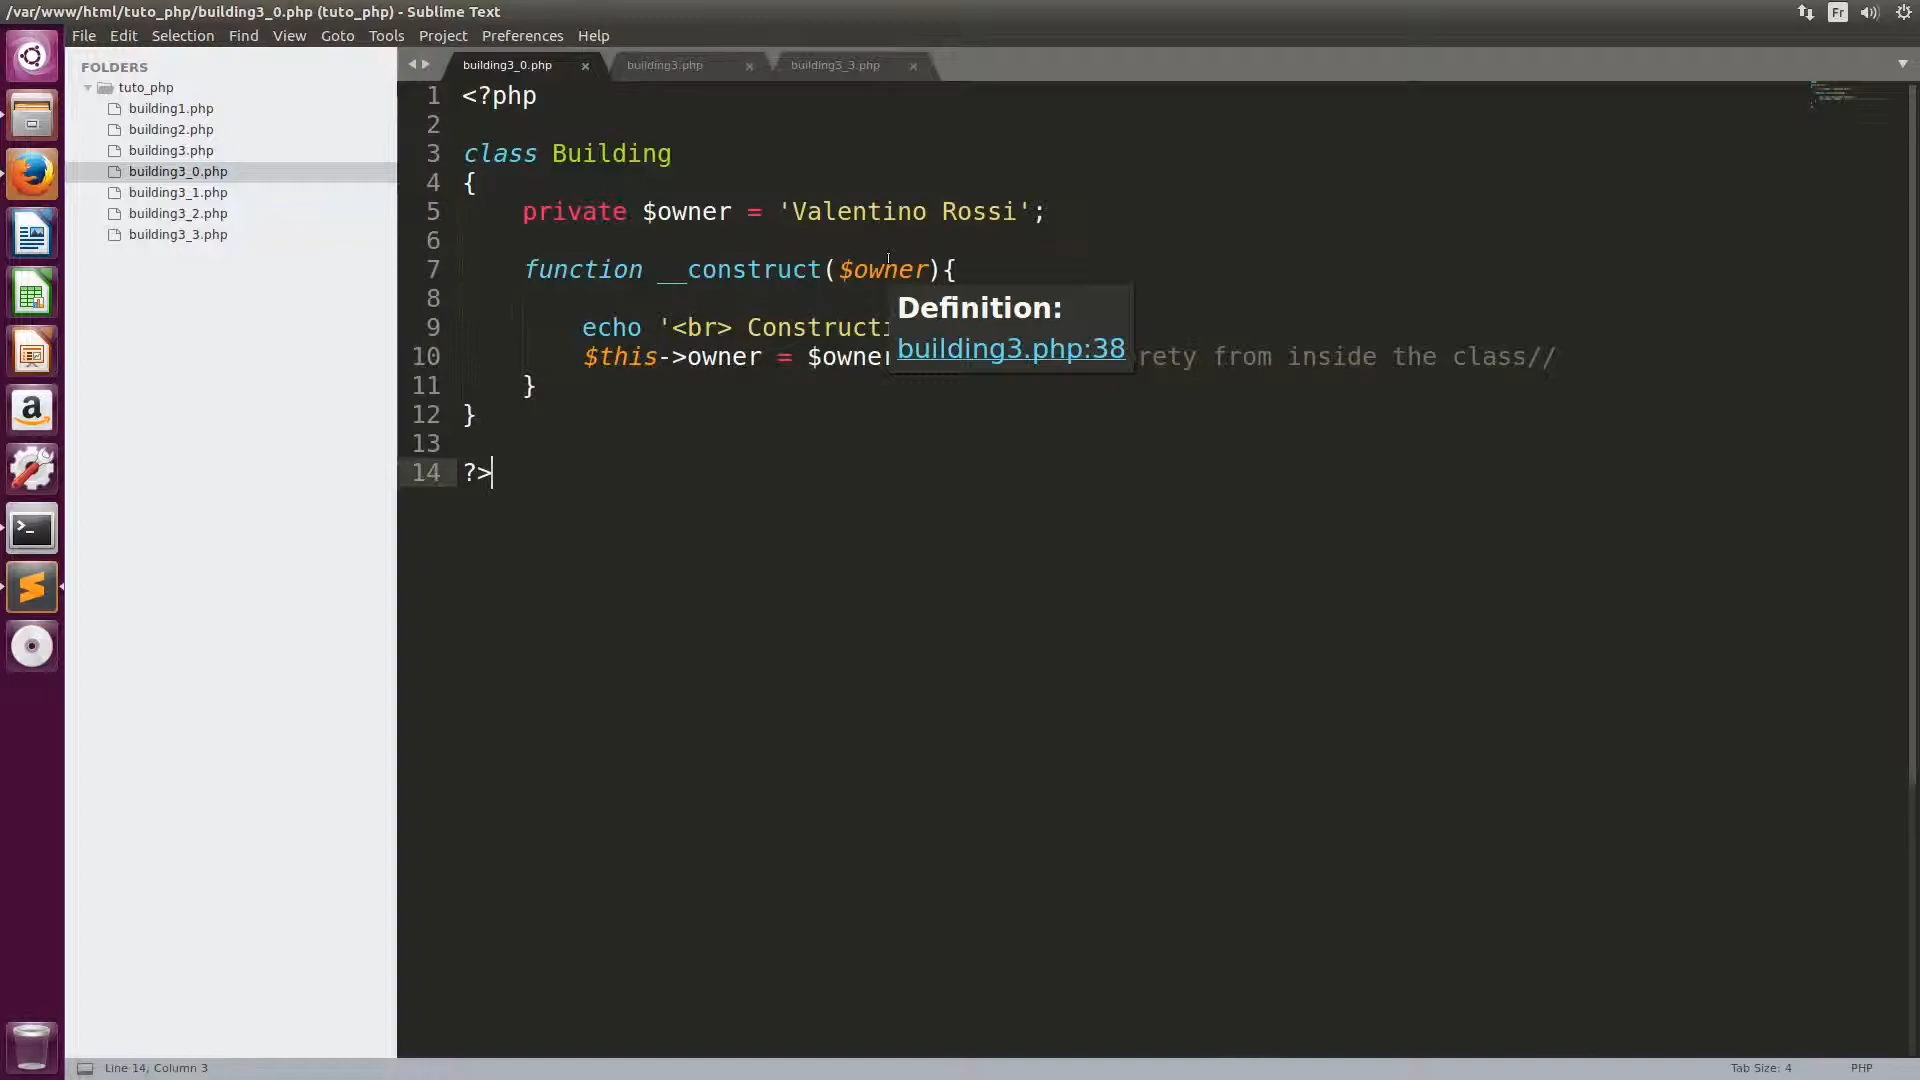 /var/www/html/tuto_php/building3_0.php (tuto_php) - Sublime Text
Fr
File Edit Selection Find View Goto Tools Project Preferences Help
FOLDERS
tuto_php
building1.php
building2.php
building3.php
building3_0.php
building3_1.php
building3_2.php
building3_3.php
building3_0.php × building3.php × building3_3.php ×
1 <?php
2
3 class Building
4 {
5 private $owner = 'Valentino Rossi';
6
7 function __construct($owner){
8
9 echo '<br> Constructi
10 $this->owner = $owner rety from inside the class//
11 }
12 }
13
14 ?>
Definition:
building3.php:38
Line 14, Column 3
Tab Size: 4
PHP